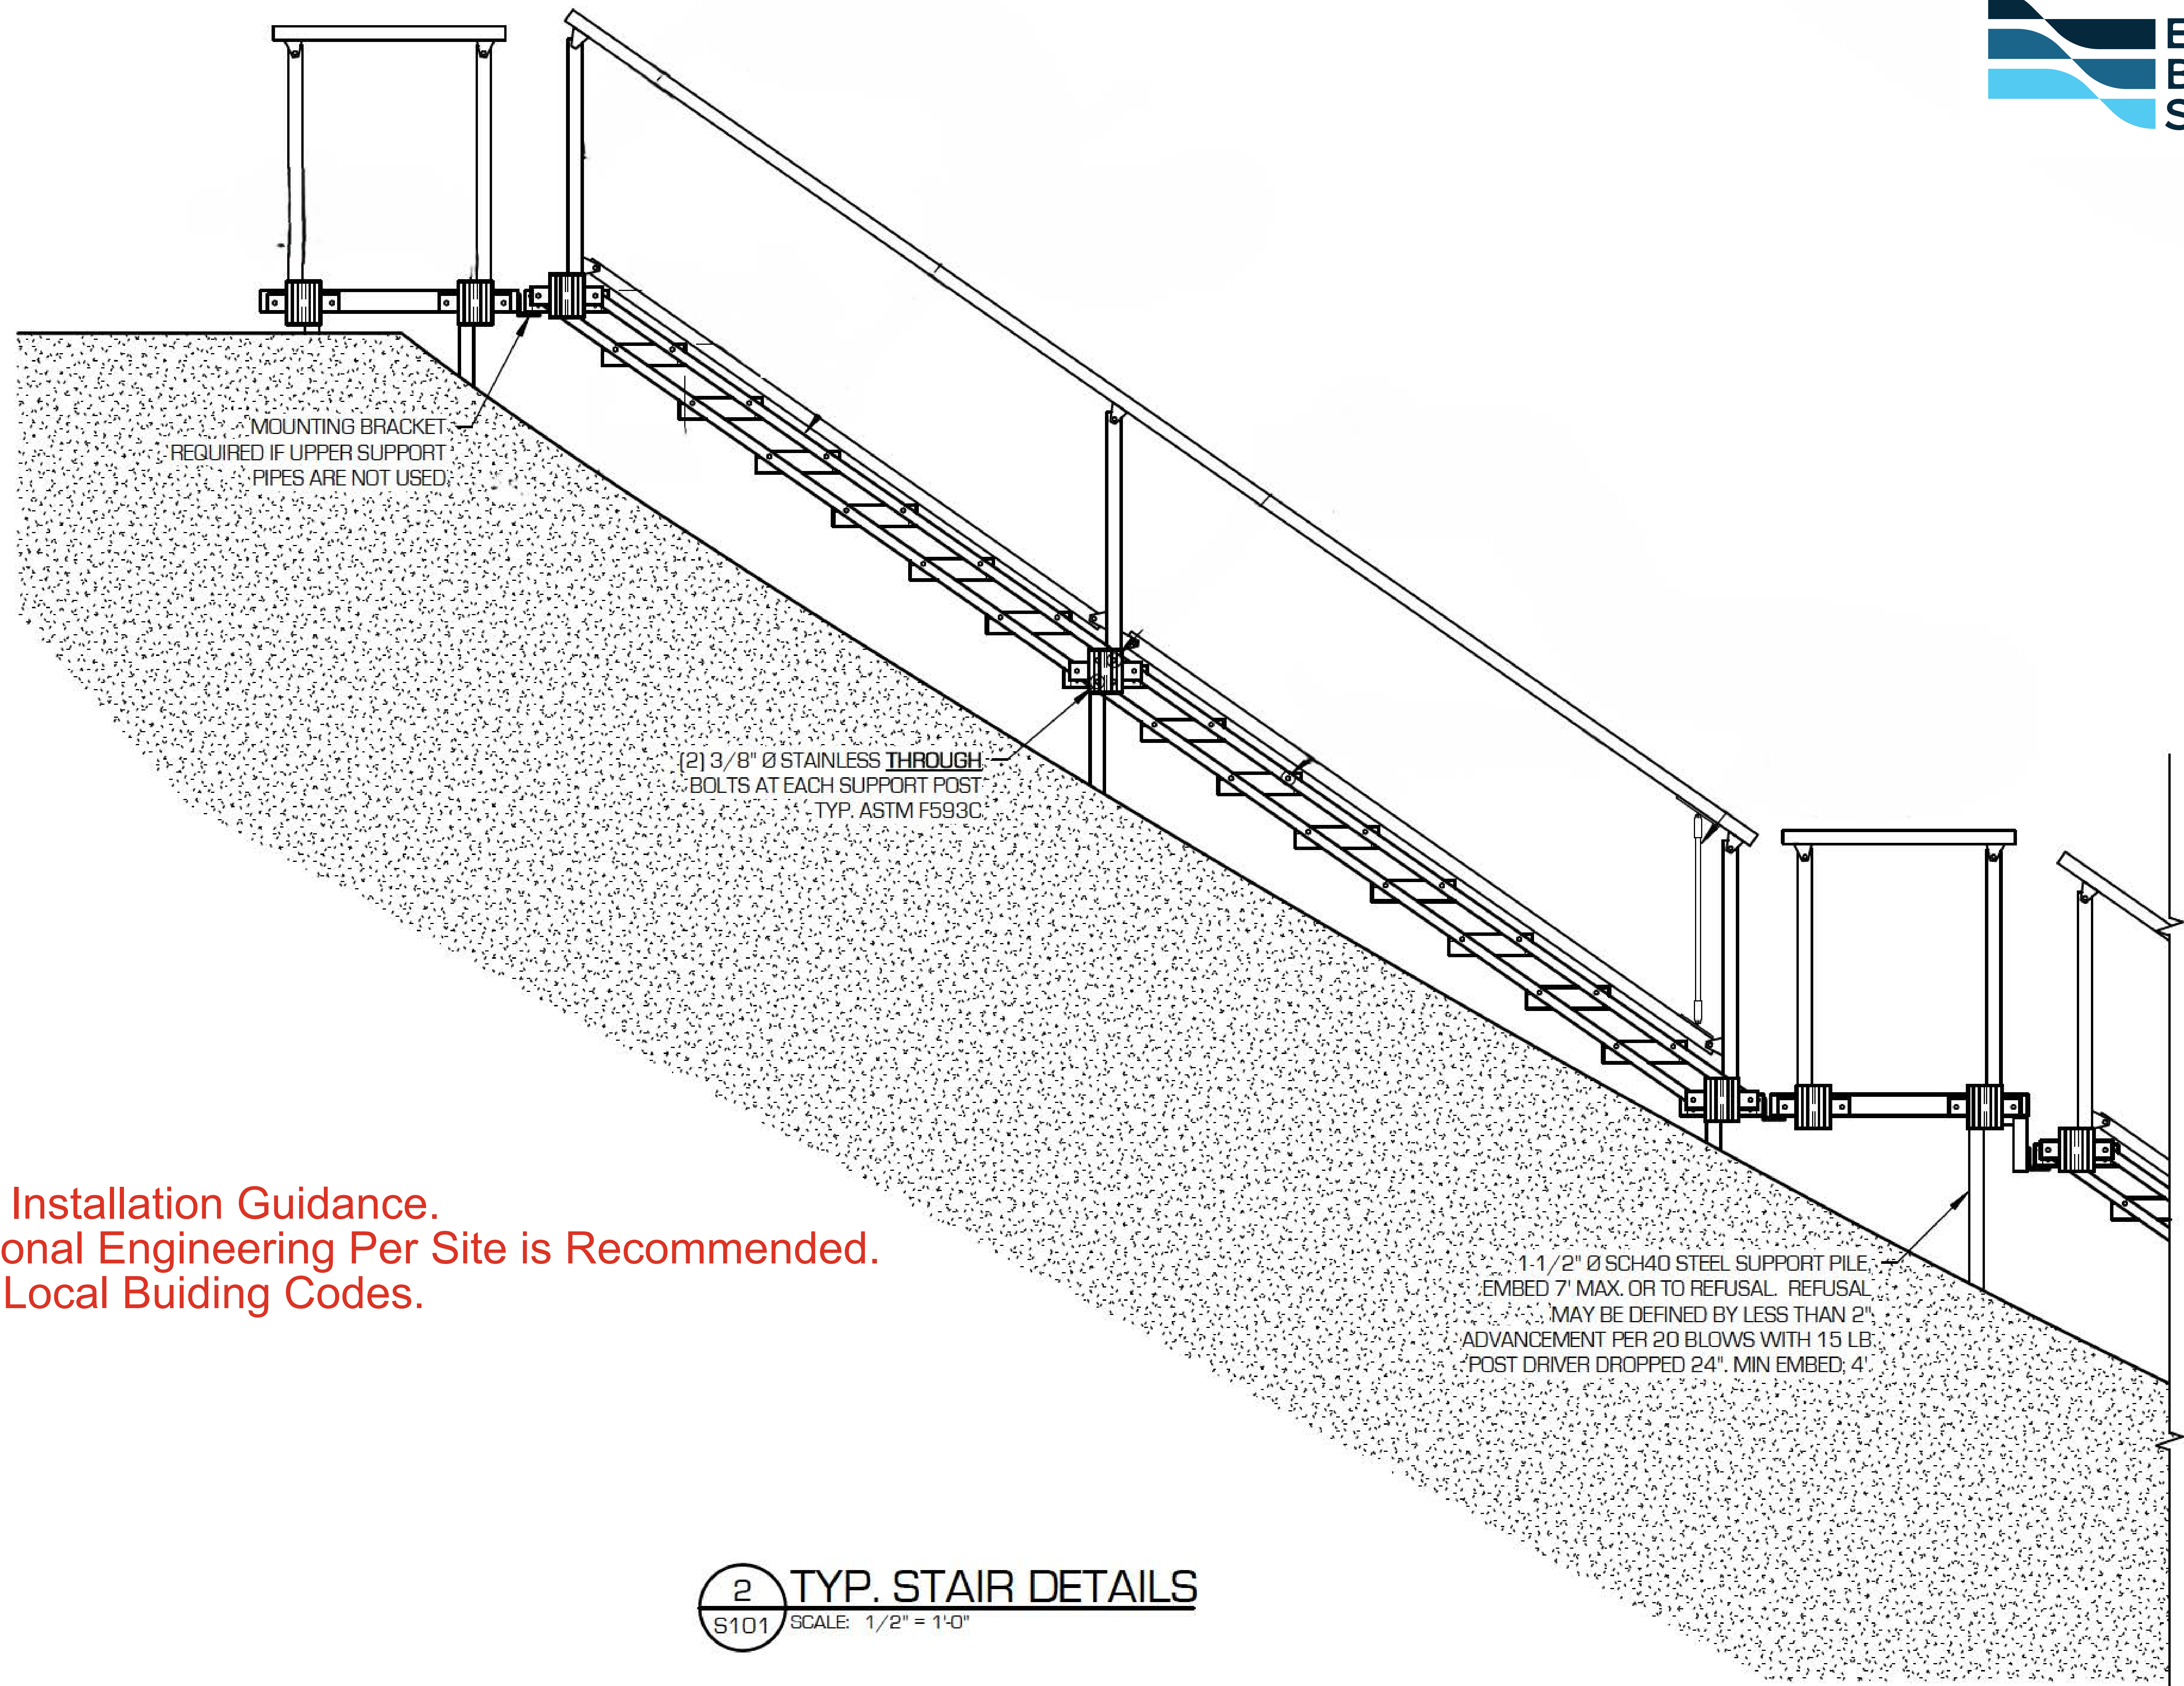 E
B
S
MOUNTING BRACKET
REQUIRED IF UPPER SUPPORT
PIPES ARE NOT USED
(2) 3/8" Ø STAINLESS THROUGH
BOLTS AT EACH SUPPORT POST
TYP. ASTM F593C
Installation Guidance.
onal Engineering Per Site is Recommended.
Local Buiding Codes.
1-1/2" Ø SCH40 STEEL SUPPORT PILE.
EMBED 7' MAX. OR TO REFUSAL. REFUSAL
MAY BE DEFINED BY LESS THAN 2"
ADVANCEMENT PER 20 BLOWS WITH 15 LB
POST DRIVER DROPPED 24". MIN EMBED; 4'
2
S101
TYP. STAIR DETAILS
SCALE: 1/2" = 1'-0"